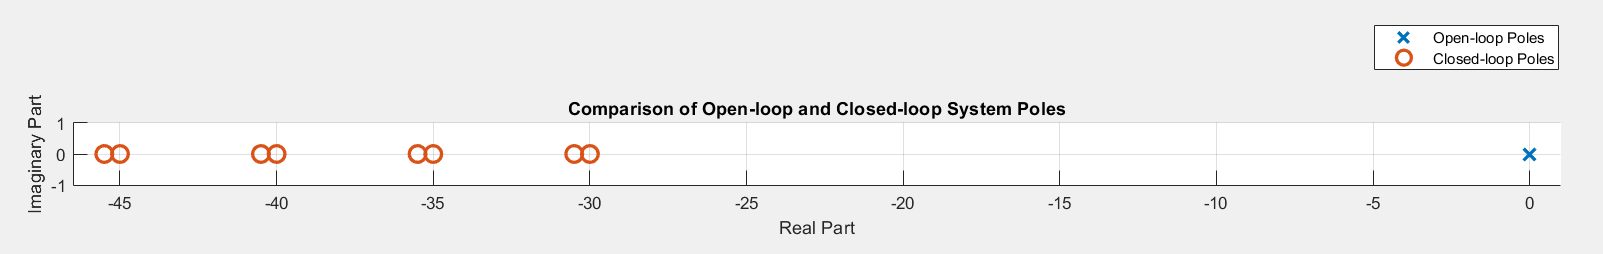 Open-loop Poles
Closed-loop Poles
Comparison of Open-loop and Closed-loop System Poles
Imaginary Part
1
0
-1
-45 -40 -35 -30 -25 -20 -15 -10 -5 0
Real Part